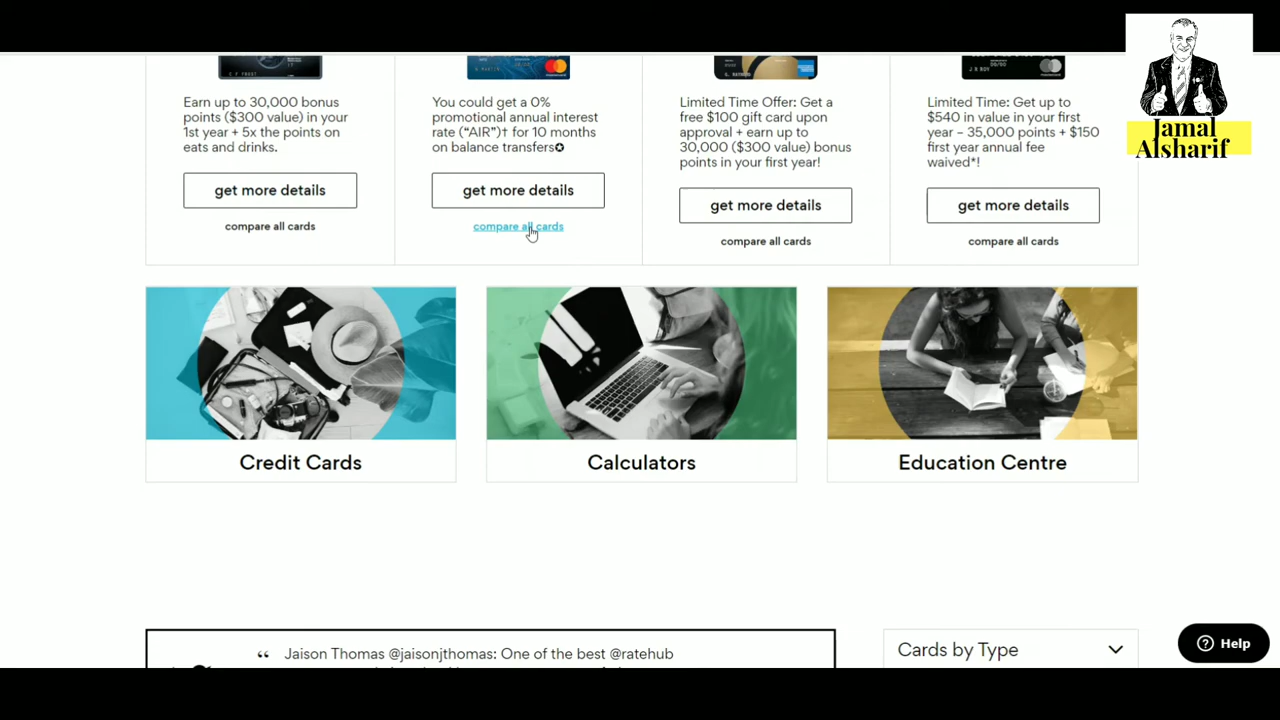 Jamal
Alsharif
Earn up to 30,000 bonus
points ($300 value) in your
1st year + 5x the points on
eats and drinks.
get more details
compare all cards
You could get a 0%
promotional annual interest
rate (“AIR”)† for 10 months
on balance transfers✪
get more details
compare all cards
Limited Time Offer: Get a
free $100 gift card upon
approval + earn up to
30,000 ($300 value) bonus
points in your first year!
get more details
compare all cards
Limited Time: Get up to
$540 in value in your first
year – 35,000 points + $150
first year annual fee
waived*!
get more details
compare all cards
Credit Cards
Calculators
Education Centre
“ Jaison Thomas @jaisonjthomas: One of the best @ratehub
Cards by Type
Help